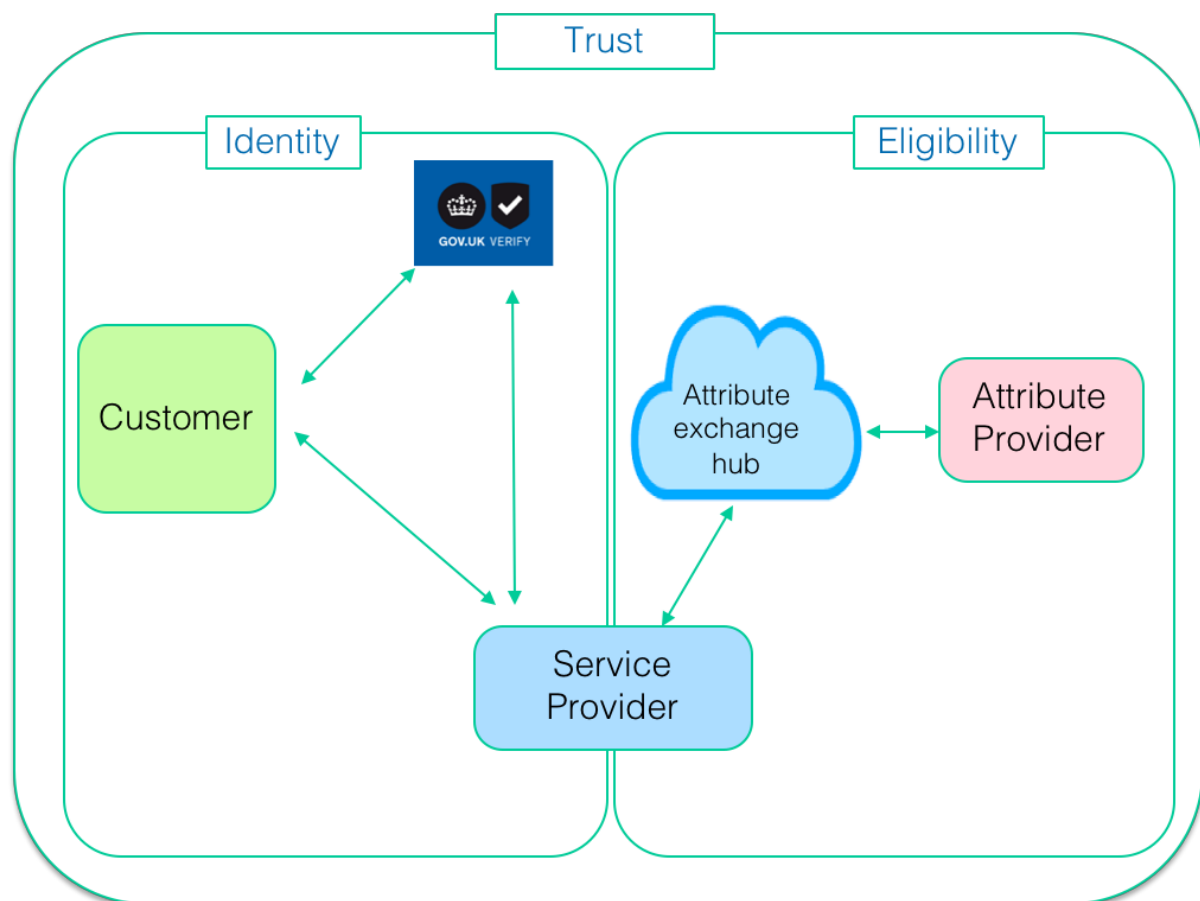 Trust
Identity
Eligibility
GOV.UK VERIFY
Customer
Attribute
exchange
hub
Attribute
Provider
Service
Provider